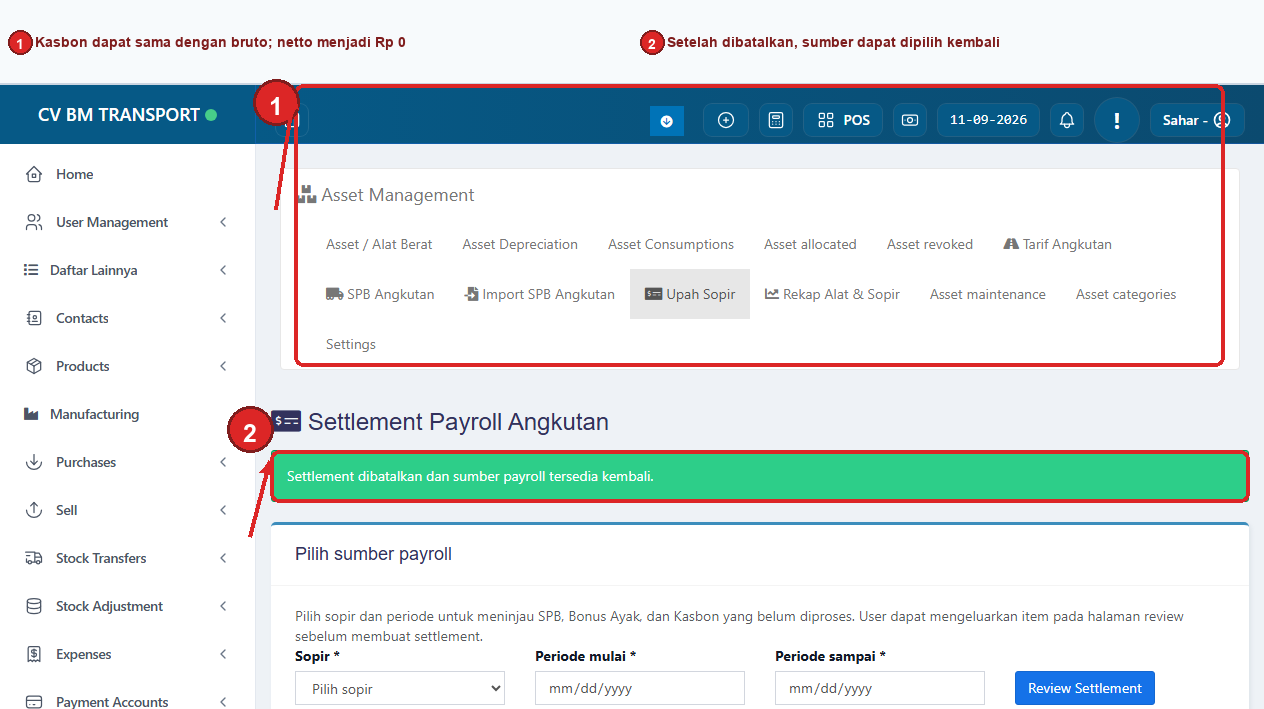 1 Kasbon dapat sama dengan bruto; netto menjadi Rp 0
2 Setelah dibatalkan, sumber dapat dipilih kembali
CV BM TRANSPORT
1
POS
11-09-2026
Sahar -
Home
User Management
Daftar Lainnya
Contacts
Products
Manufacturing
Purchases
Sell
Stock Transfers
Stock Adjustment
Expenses
Payment Accounts
Asset Management
Asset / Alat Berat Asset Depreciation Asset Consumptions Asset allocated Asset revoked Tarif Angkutan
SPB Angkutan Import SPB Angkutan Upah Sopir Rekap Alat & Sopir Asset maintenance Asset categories
Settings
2
Settlement Payroll Angkutan
Settlement dibatalkan dan sumber payroll tersedia kembali.
Pilih sumber payroll
Pilih sopir dan periode untuk meninjau SPB, Bonus Ayak, dan Kasbon yang belum diproses. User dapat mengeluarkan item pada halaman review
sebelum membuat settlement.
Sopir * Periode mulai * Periode sampai *
Pilih sopir mm/dd/yyyy mm/dd/yyyy Review Settlement